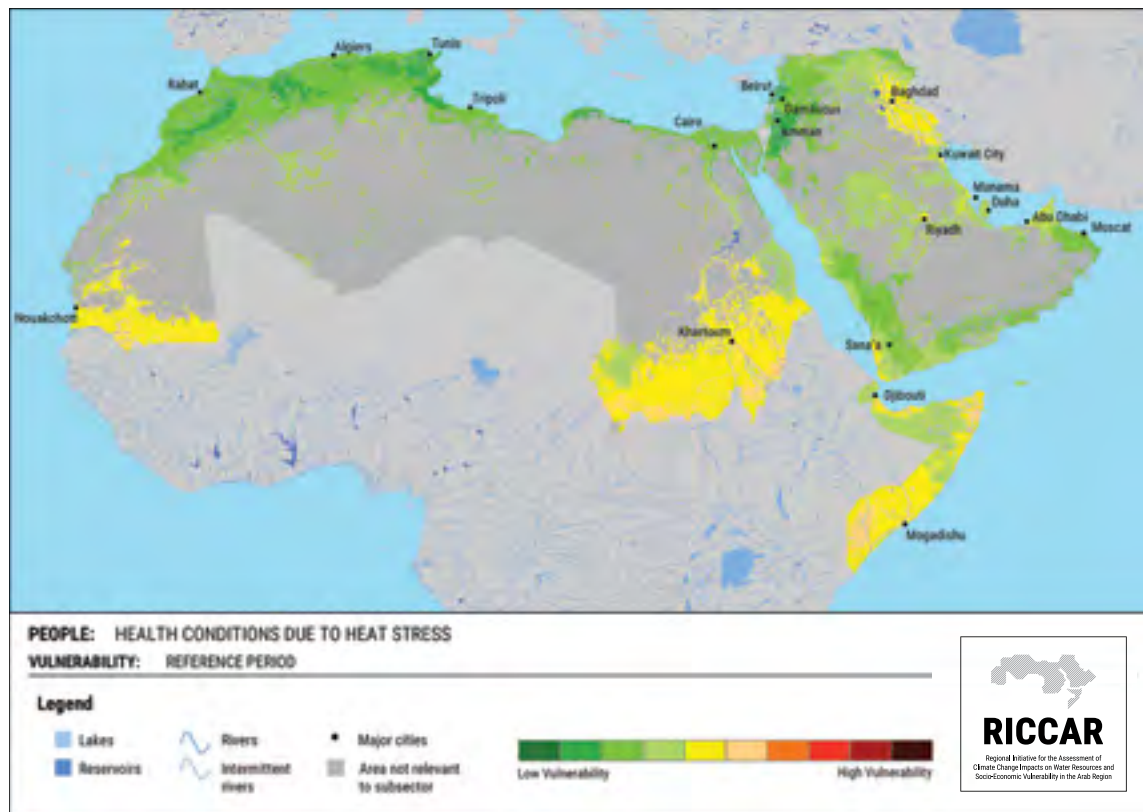 Algiers
Tunis
Rabat
Tripoli
Beirut
Damascus
Amman
Baghdad
Cairo
Kuwait City
Manama
Doha
Abu Dhabi
Muscat
Riyadh
Nouakchott
Khartoum
Sana'a
Djibouti
Mogadishu
PEOPLE: HEALTH CONDITIONS DUE TO HEAT STRESS
VULNERABILITY: REFERENCE PERIOD
Legend
Lakes
Rivers
Major cities
Reservoirs
Intermittent
rivers
Area not relevant
to subsector
Low Vulnerability
High Vulnerability
RICCAR
Regional Initiative for the Assessment of
Climate Change Impacts on Water Resources and
Socio-Economic Vulnerability in the Arab Region